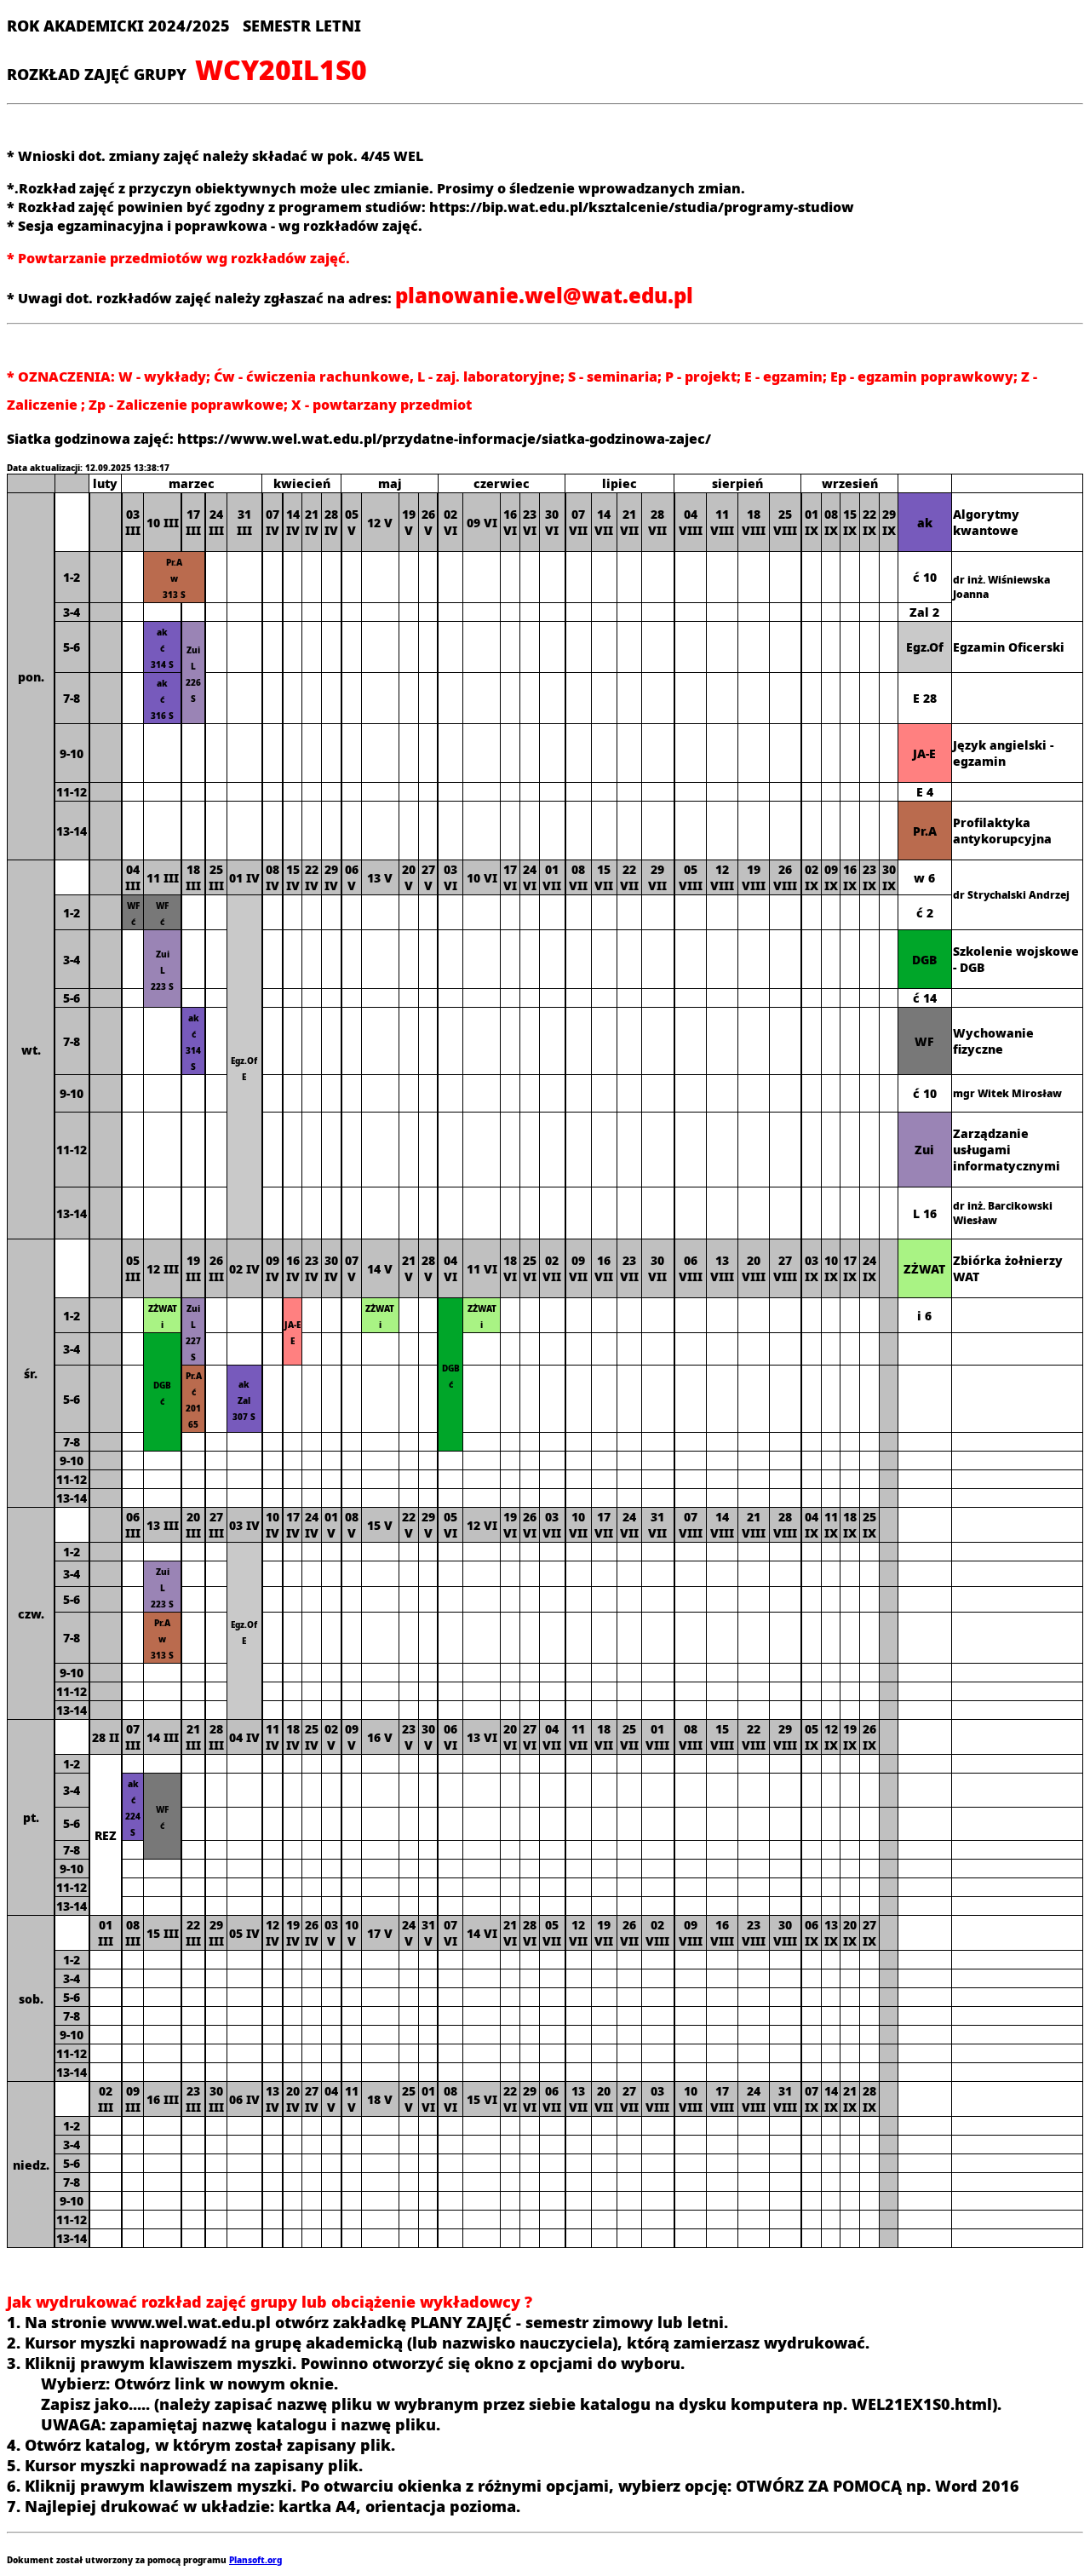 ROK AKADEMICKI 2024/2025 SEMESTR LETNI
ROZKŁAD ZAJĘĆ GRUPY WCY20IL1S0
* Wnioski dot. zmiany zajęć należy składać w pok. 4/45 WEL
*.Rozkład zajęć z przyczyn obiektywnych może ulec zmianie. Prosimy o śledzenie wprowadzanych zmian.
* Rozkład zajęć powinien być zgodny z programem studiów: https://bip.wat.edu.pl/ksztalcenie/studia/programy-studiow
* Sesja egzaminacyjna i poprawkowa - wg rozkładów zajęć.
* Powtarzanie przedmiotów wg rozkładów zajęć.
* Uwagi dot. rozkładów zajęć należy zgłaszać na adres: planowanie.wel@wat.edu.pl
* OZNACZENIA: W - wykłady; Ćw - ćwiczenia rachunkowe, L - zaj. laboratoryjne; S - seminaria; P - projekt; E - egzamin; Ep - egzamin poprawkowy; Z -
Zaliczenie ; Zp - Zaliczenie poprawkowe; X - powtarzany przedmiot
Siatka godzinowa zajęć: https://www.wel.wat.edu.pl/przydatne-informacje/siatka-godzinowa-zajec/
Data aktualizacji: 12.09.2025 13:38:17
luty marzec kwiecień maj czerwiec lipiec sierpień wrzesień
pon.
03 III 10 III 17 III 24 III 31 III 07 IV 14 IV 21 IV 28 IV 05 V 12 V 19 V 26 V 02 VI 09 VI 16 VI 23 VI 30 VI 07 VII 14 VII 21 VII 28 VII 04 VIII 11 VIII 18 VIII 25 VIII 01 IX 08 IX 15 IX 22 IX 29 IX ak Algorytmy kwantowe
1-2 Pr.A w 313 S ć 10 dr inż. Wiśniewska Joanna
3-4 Zal 2
5-6 ak ć 314 S Zui L 226 S Egz.Of Egzamin Oficerski
7-8 ak ć 316 S E 28
9-10 JA-E Język angielski - egzamin
11-12 E 4
13-14 Pr.A Profilaktyka antykorupcyjna
wt.
04 III 11 III 18 III 25 III 01 IV 08 IV 15 IV 22 IV 29 IV 06 V 13 V 20 V 27 V 03 VI 10 VI 17 VI 24 VI 01 VII 08 VII 15 VII 22 VII 29 VII 05 VIII 12 VIII 19 VIII 26 VIII 02 IX 09 IX 16 IX 23 IX 30 IX w 6 dr Strychalski Andrzej
1-2 WF ć WF ć Egz.Of E ć 2
3-4 Zui L 223 S DGB Szkolenie wojskowe - DGB
5-6 ć 14
7-8 ak ć 314 S WF Wychowanie fizyczne
9-10 ć 10 mgr Witek Mirosław
11-12 Zui Zarządzanie usługami informatycznymi
13-14 L 16 dr inż. Barcikowski Wiesław
śr.
05 III 12 III 19 III 26 III 02 IV 09 IV 16 IV 23 IV 30 IV 07 V 14 V 21 V 28 V 04 VI 11 VI 18 VI 25 VI 02 VII 09 VII 16 VII 23 VII 30 VII 06 VIII 13 VIII 20 VIII 27 VIII 03 IX 10 IX 17 IX 24 IX ZŻWAT Zbiórka żołnierzy WAT
1-2 ZŻWAT i Zui L 227 S JA-E E ZŻWAT i DGB ć ZŻWAT i i 6
3-4 DGB ć
5-6 Pr.A ć 201 65 ak Zal 307 S
7-8
9-10
11-12
13-14
czw.
06 III 13 III 20 III 27 III 03 IV 10 IV 17 IV 24 IV 01 V 08 V 15 V 22 V 29 V 05 VI 12 VI 19 VI 26 VI 03 VII 10 VII 17 VII 24 VII 31 VII 07 VIII 14 VIII 21 VIII 28 VIII 04 IX 11 IX 18 IX 25 IX
1-2 Egz.Of E
3-4 Zui L 223 S
5-6
7-8 Pr.A w 313 S
9-10
11-12
13-14
pt.
28 II 07 III 14 III 21 III 28 III 04 IV 11 IV 18 IV 25 IV 02 V 09 V 16 V 23 V 30 V 06 VI 13 VI 20 VI 27 VI 04 VII 11 VII 18 VII 25 VII 01 VIII 08 VIII 15 VIII 22 VIII 29 VIII 05 IX 12 IX 19 IX 26 IX
1-2 REZ
3-4 ak ć 224 S WF ć
5-6
7-8
9-10
11-12
13-14
sob.
01 III 08 III 15 III 22 III 29 III 05 IV 12 IV 19 IV 26 IV 03 V 10 V 17 V 24 V 31 V 07 VI 14 VI 21 VI 28 VI 05 VII 12 VII 19 VII 26 VII 02 VIII 09 VIII 16 VIII 23 VIII 30 VIII 06 IX 13 IX 20 IX 27 IX
1-2
3-4
5-6
7-8
9-10
11-12
13-14
niedz.
02 III 09 III 16 III 23 III 30 III 06 IV 13 IV 20 IV 27 IV 04 V 11 V 18 V 25 V 01 VI 08 VI 15 VI 22 VI 29 VI 06 VII 13 VII 20 VII 27 VII 03 VIII 10 VIII 17 VIII 24 VIII 31 VIII 07 IX 14 IX 21 IX 28 IX
1-2
3-4
5-6
7-8
9-10
11-12
13-14
Jak wydrukować rozkład zajęć grupy lub obciążenie wykładowcy ?
1. Na stronie www.wel.wat.edu.pl otwórz zakładkę PLANY ZAJĘĆ - semestr zimowy lub letni.
2. Kursor myszki naprowadź na grupę akademicką (lub nazwisko nauczyciela), którą zamierzasz wydrukować.
3. Kliknij prawym klawiszem myszki. Powinno otworzyć się okno z opcjami do wyboru.
Wybierz: Otwórz link w nowym oknie.
Zapisz jako..... (należy zapisać nazwę pliku w wybranym przez siebie katalogu na dysku komputera np. WEL21EX1S0.html).
UWAGA: zapamiętaj nazwę katalogu i nazwę pliku.
4. Otwórz katalog, w którym został zapisany plik.
5. Kursor myszki naprowadź na zapisany plik.
6. Kliknij prawym klawiszem myszki. Po otwarciu okienka z różnymi opcjami, wybierz opcję: OTWÓRZ ZA POMOCĄ np. Word 2016
7. Najlepiej drukować w układzie: kartka A4, orientacja pozioma.
Dokument został utworzony za pomocą programu Plansoft.org